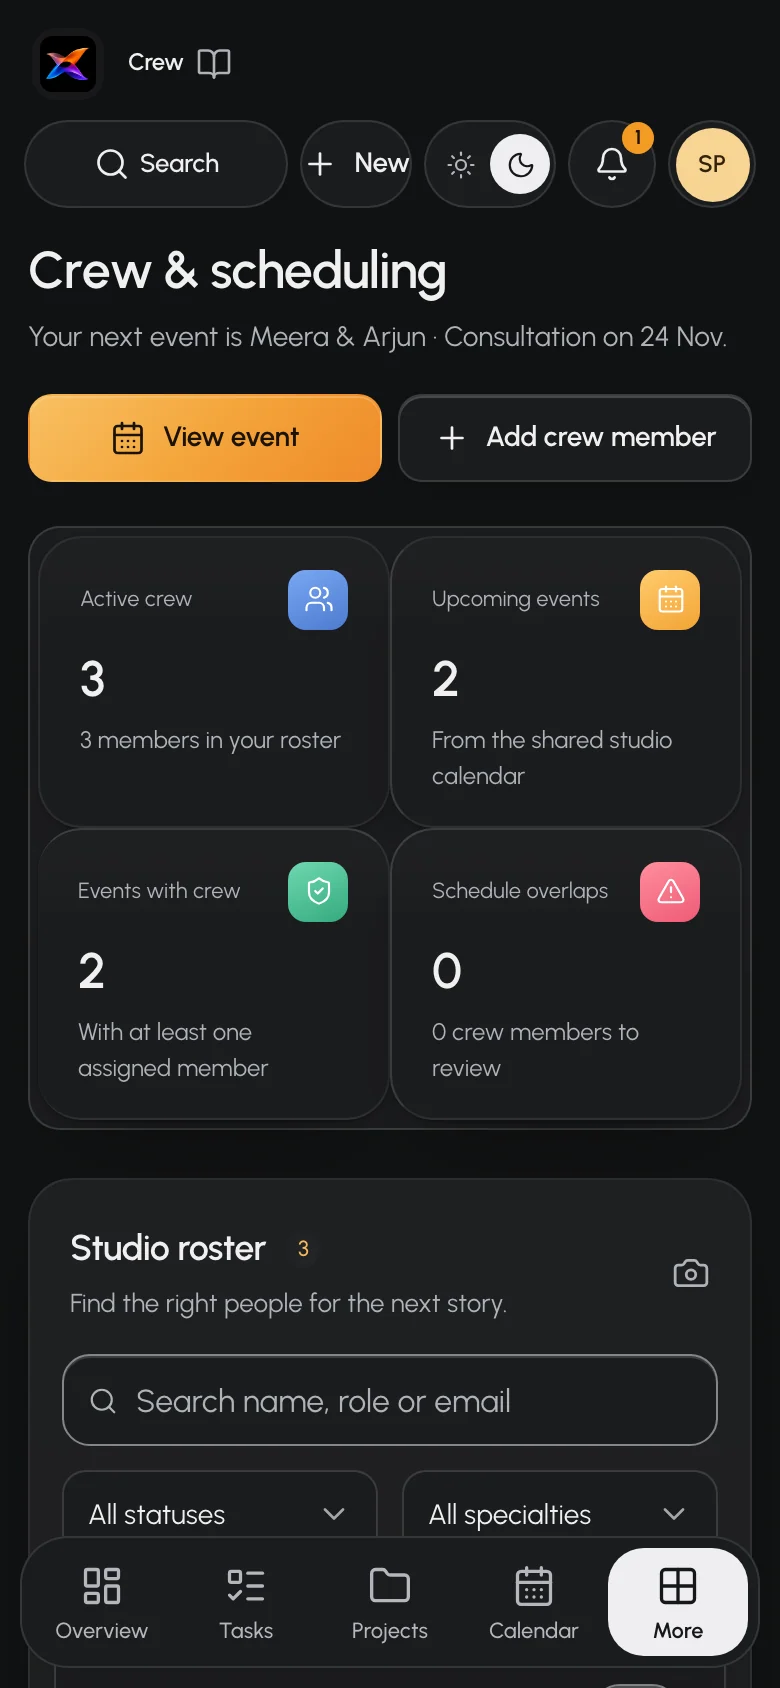 Crew
Search
New
1
SP
Crew & scheduling
Your next event is Meera & Arjun · Consultation on 24 Nov.
View event
Add crew member
Active crew
3
3 members in your roster
Upcoming events
2
From the shared studio
calendar
Events with crew
2
With at least one
assigned member
Schedule overlaps
0
0 crew members to
review
Studio roster 3
Find the right people for the next story.
Search name, role or email
All statuses
All specialties
Overview
Tasks
Projects
Calendar
More